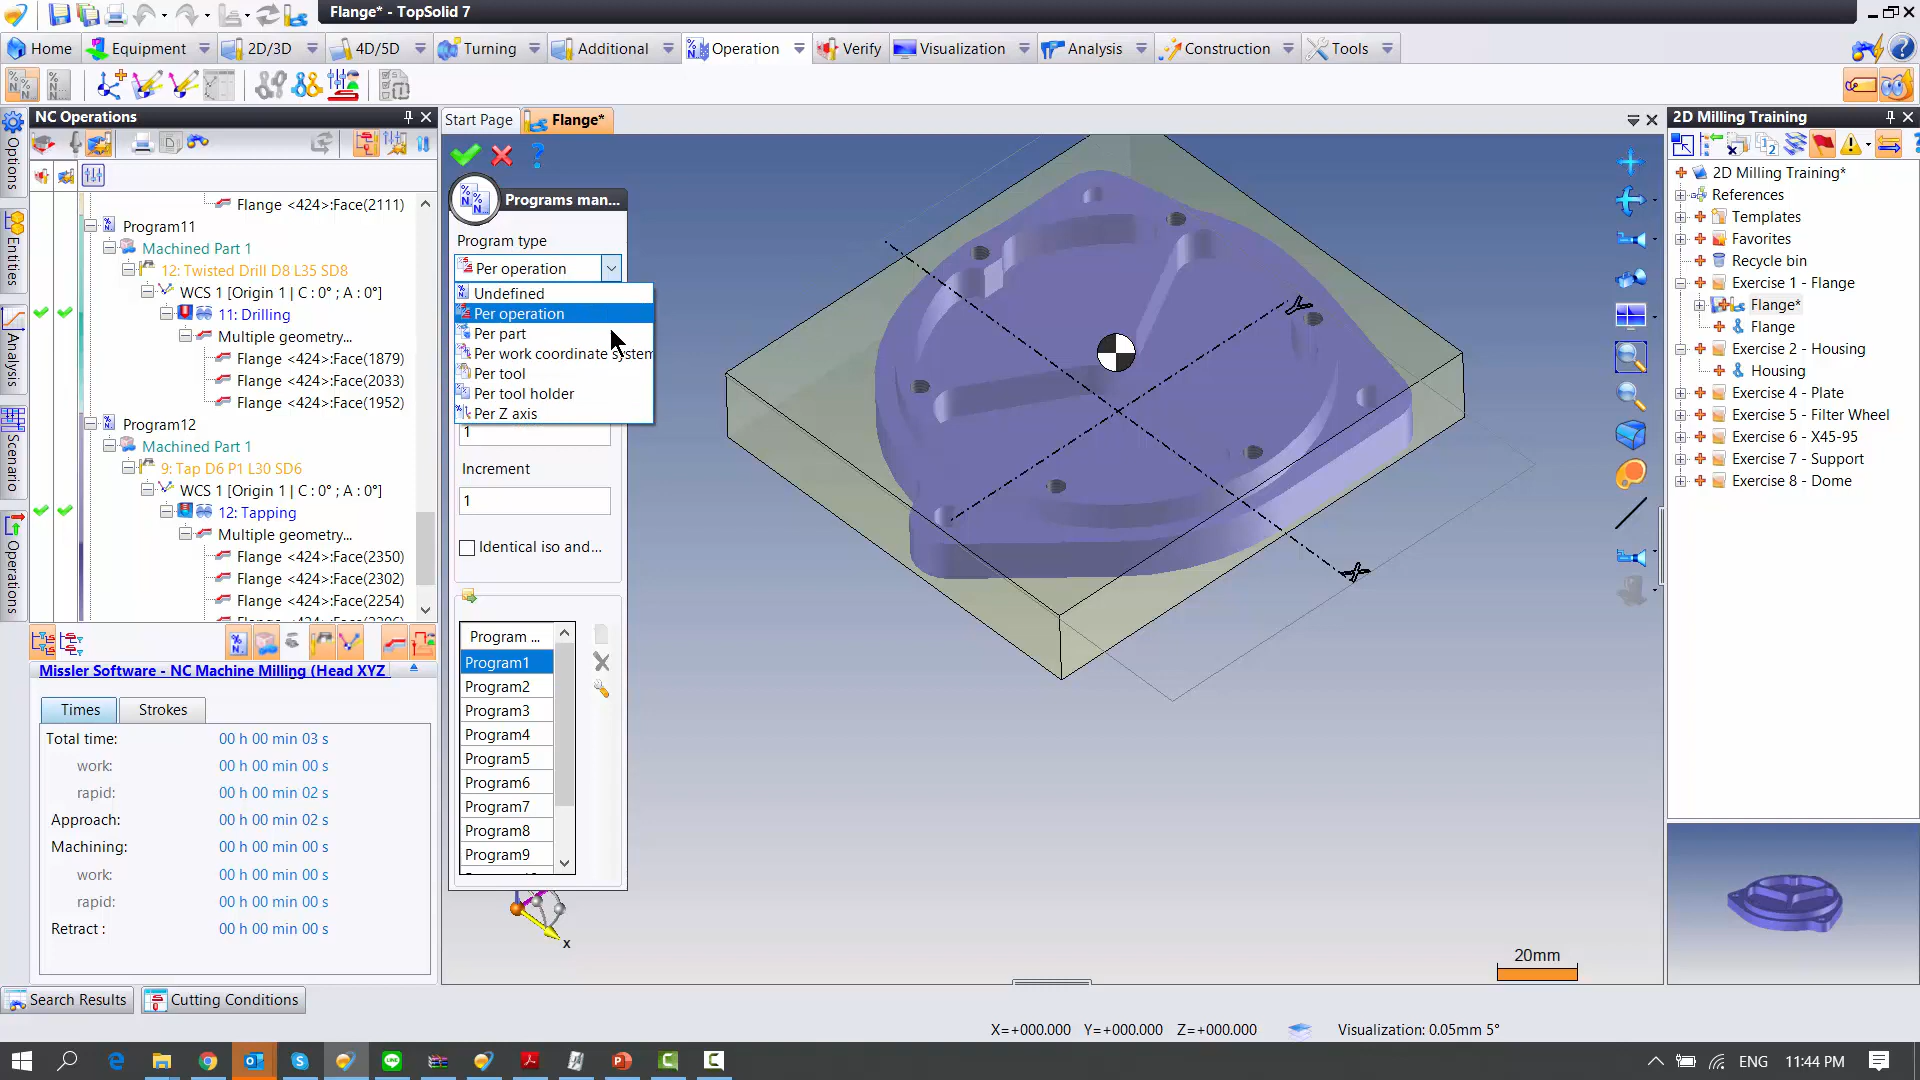 Flange* - TopSolid 7
Home
Equipment
2D/3D
4D/5D
Turning
Additional
Operation
Verify
Visualization
Analysis
Construction
Tools
NC Operations
Start Page
Flange*
2D Milling Training
Options
Entities
Analysis
Scenario
Operations
Flange <424>:Face(2111)
Program11
Machined Part 1
12: Twisted Drill D8 L35 SD8
WCS 1 [Origin 1 | C : 0° ; A : 0°]
11: Drilling
Multiple geometry...
Flange <424>:Face(1879)
Flange <424>:Face(2033)
Flange <424>:Face(1952)
Program12
Machined Part 1
9: Tap D6 P1 L30 SD6
WCS 1 [Origin 1 | C : 0° ; A : 0°]
12: Tapping
Multiple geometry...
Flange <424>:Face(2350)
Flange <424>:Face(2302)
Flange <424>:Face(2254)
Missler Software - NC Machine Milling (Head XYZ
Times
Strokes
Total time: 00 h 00 min 03 s
work: 00 h 00 min 00 s
rapid: 00 h 00 min 02 s
Approach: 00 h 00 min 02 s
Machining: 00 h 00 min 00 s
work: 00 h 00 min 00 s
rapid: 00 h 00 min 00 s
Retract : 00 h 00 min 00 s
Search Results
Cutting Conditions
Programs man...
Program type
Per operation
Undefined
Per operation
Per part
Per work coordinate system
Per tool
Per tool holder
Per Z axis
1
Increment
1
Identical iso and...
Program ...
Program1
Program2
Program3
Program4
Program5
Program6
Program7
Program8
Program9
x
Y
X
20mm
2D Milling Training*
References
Templates
Favorites
Recycle bin
Exercise 1 - Flange
Flange*
Flange
Exercise 2 - Housing
Housing
Exercise 4 - Plate
Exercise 5 - Filter Wheel
Exercise 6 - X45-95
Exercise 7 - Support
Exercise 8 - Dome
X=+000.000 Y=+000.000 Z=+000.000
Visualization: 0.05mm 5°
ENG
11:44 PM